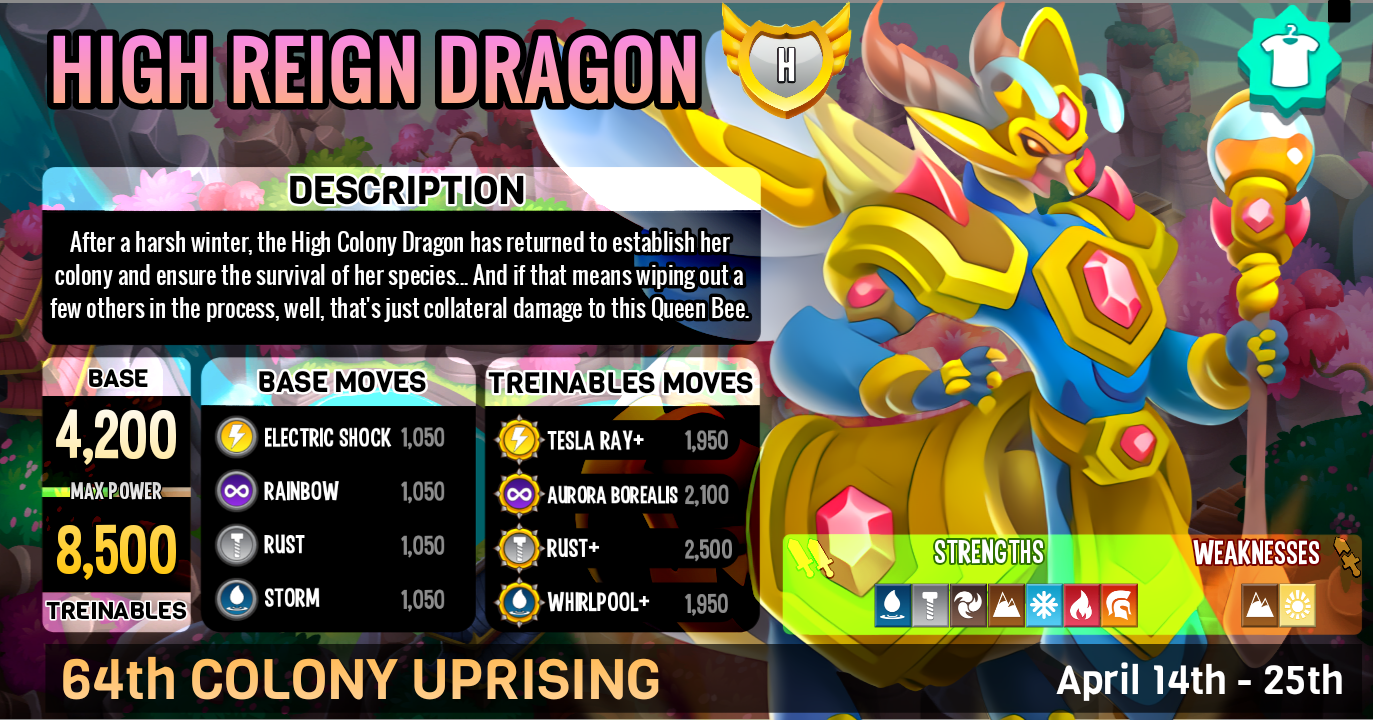 HIGH REIGN DRAGON
H
DESCRIPTION
After a harsh winter, the High Colony Dragon has returned to establish her
colony and ensure the survival of her species... And if that means wiping out a
few others in the process, well, that's just collateral damage to this Queen Bee.
BASE
4,200
MAX POWER
8,500
TREINABLES
BASE MOVES
ELECTRIC SHOCK 1,050
RAINBOW 1,050
RUST 1,050
STORM 1,050
TREINABLES MOVES
TESLA RAY+ 1,950
AURORA BOREALIS 2,100
RUST+ 2,500
WHIRLPOOL+ 1,950
STRENGTHS
WEAKNESSES
64th COLONY UPRISING
April 14th - 25th